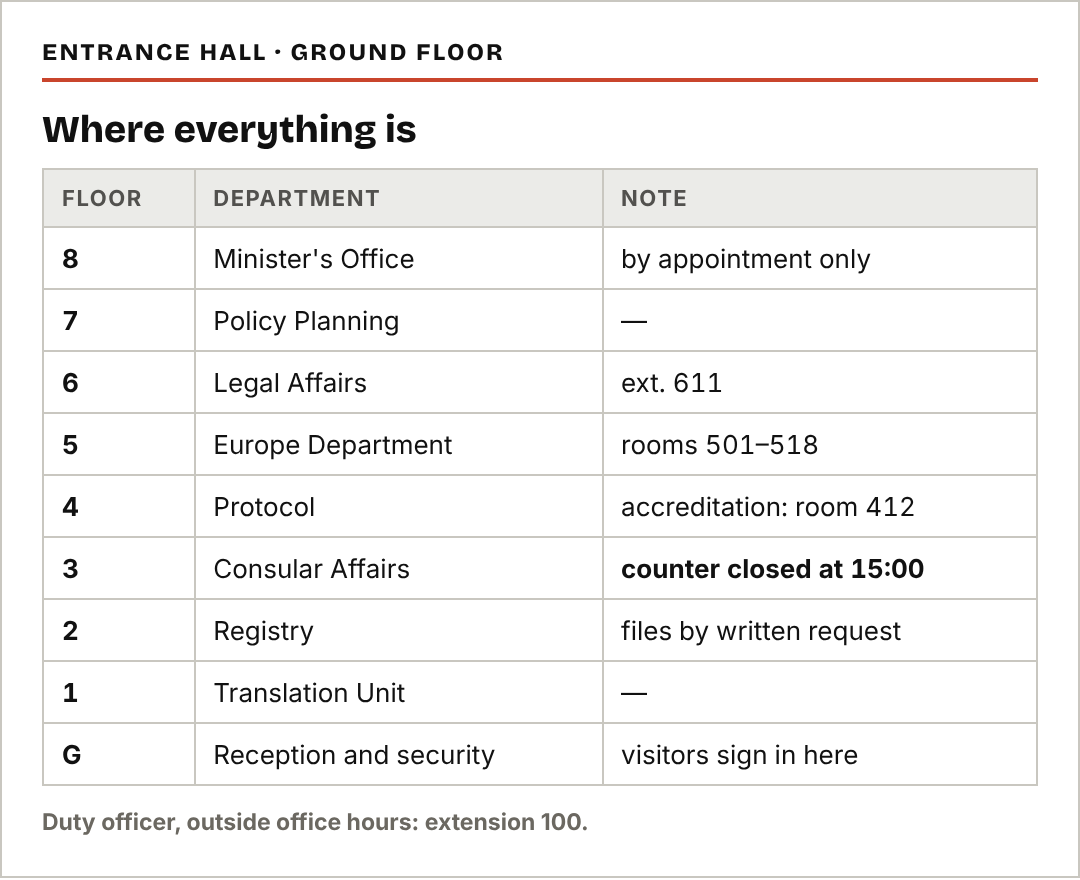 ENTRANCE HALL · GROUND FLOOR
Where everything is
FLOOR DEPARTMENT NOTE
8 Minister's Office by appointment only
7 Policy Planning —
6 Legal Affairs ext. 611
5 Europe Department rooms 501–518
4 Protocol accreditation: room 412
3 Consular Affairs counter closed at 15:00
2 Registry files by written request
1 Translation Unit —
G Reception and security visitors sign in here
Duty officer, outside office hours: extension 100.